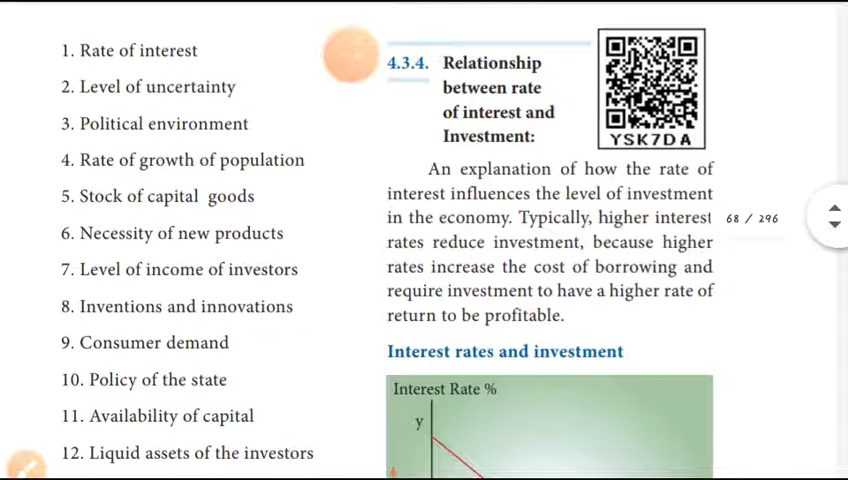 1. Rate of interest
2. Level of uncertainty
3. Political environment
4. Rate of growth of population
5. Stock of capital goods
6. Necessity of new products
7. Level of income of investors
8. Inventions and innovations
9. Consumer demand
10. Policy of the state
11. Availability of capital
12. Liquid assets of the investors
4.3.4. Relationship
between rate
of interest and
Investment:
YSK7DA
An explanation of how the rate of
interest influences the level of investment
in the economy. Typically, higher interest
rates reduce investment, because higher
rates increase the cost of borrowing and
require investment to have a higher rate of
return to be profitable.
Interest rates and investment
Interest Rate %
y
68 / 296